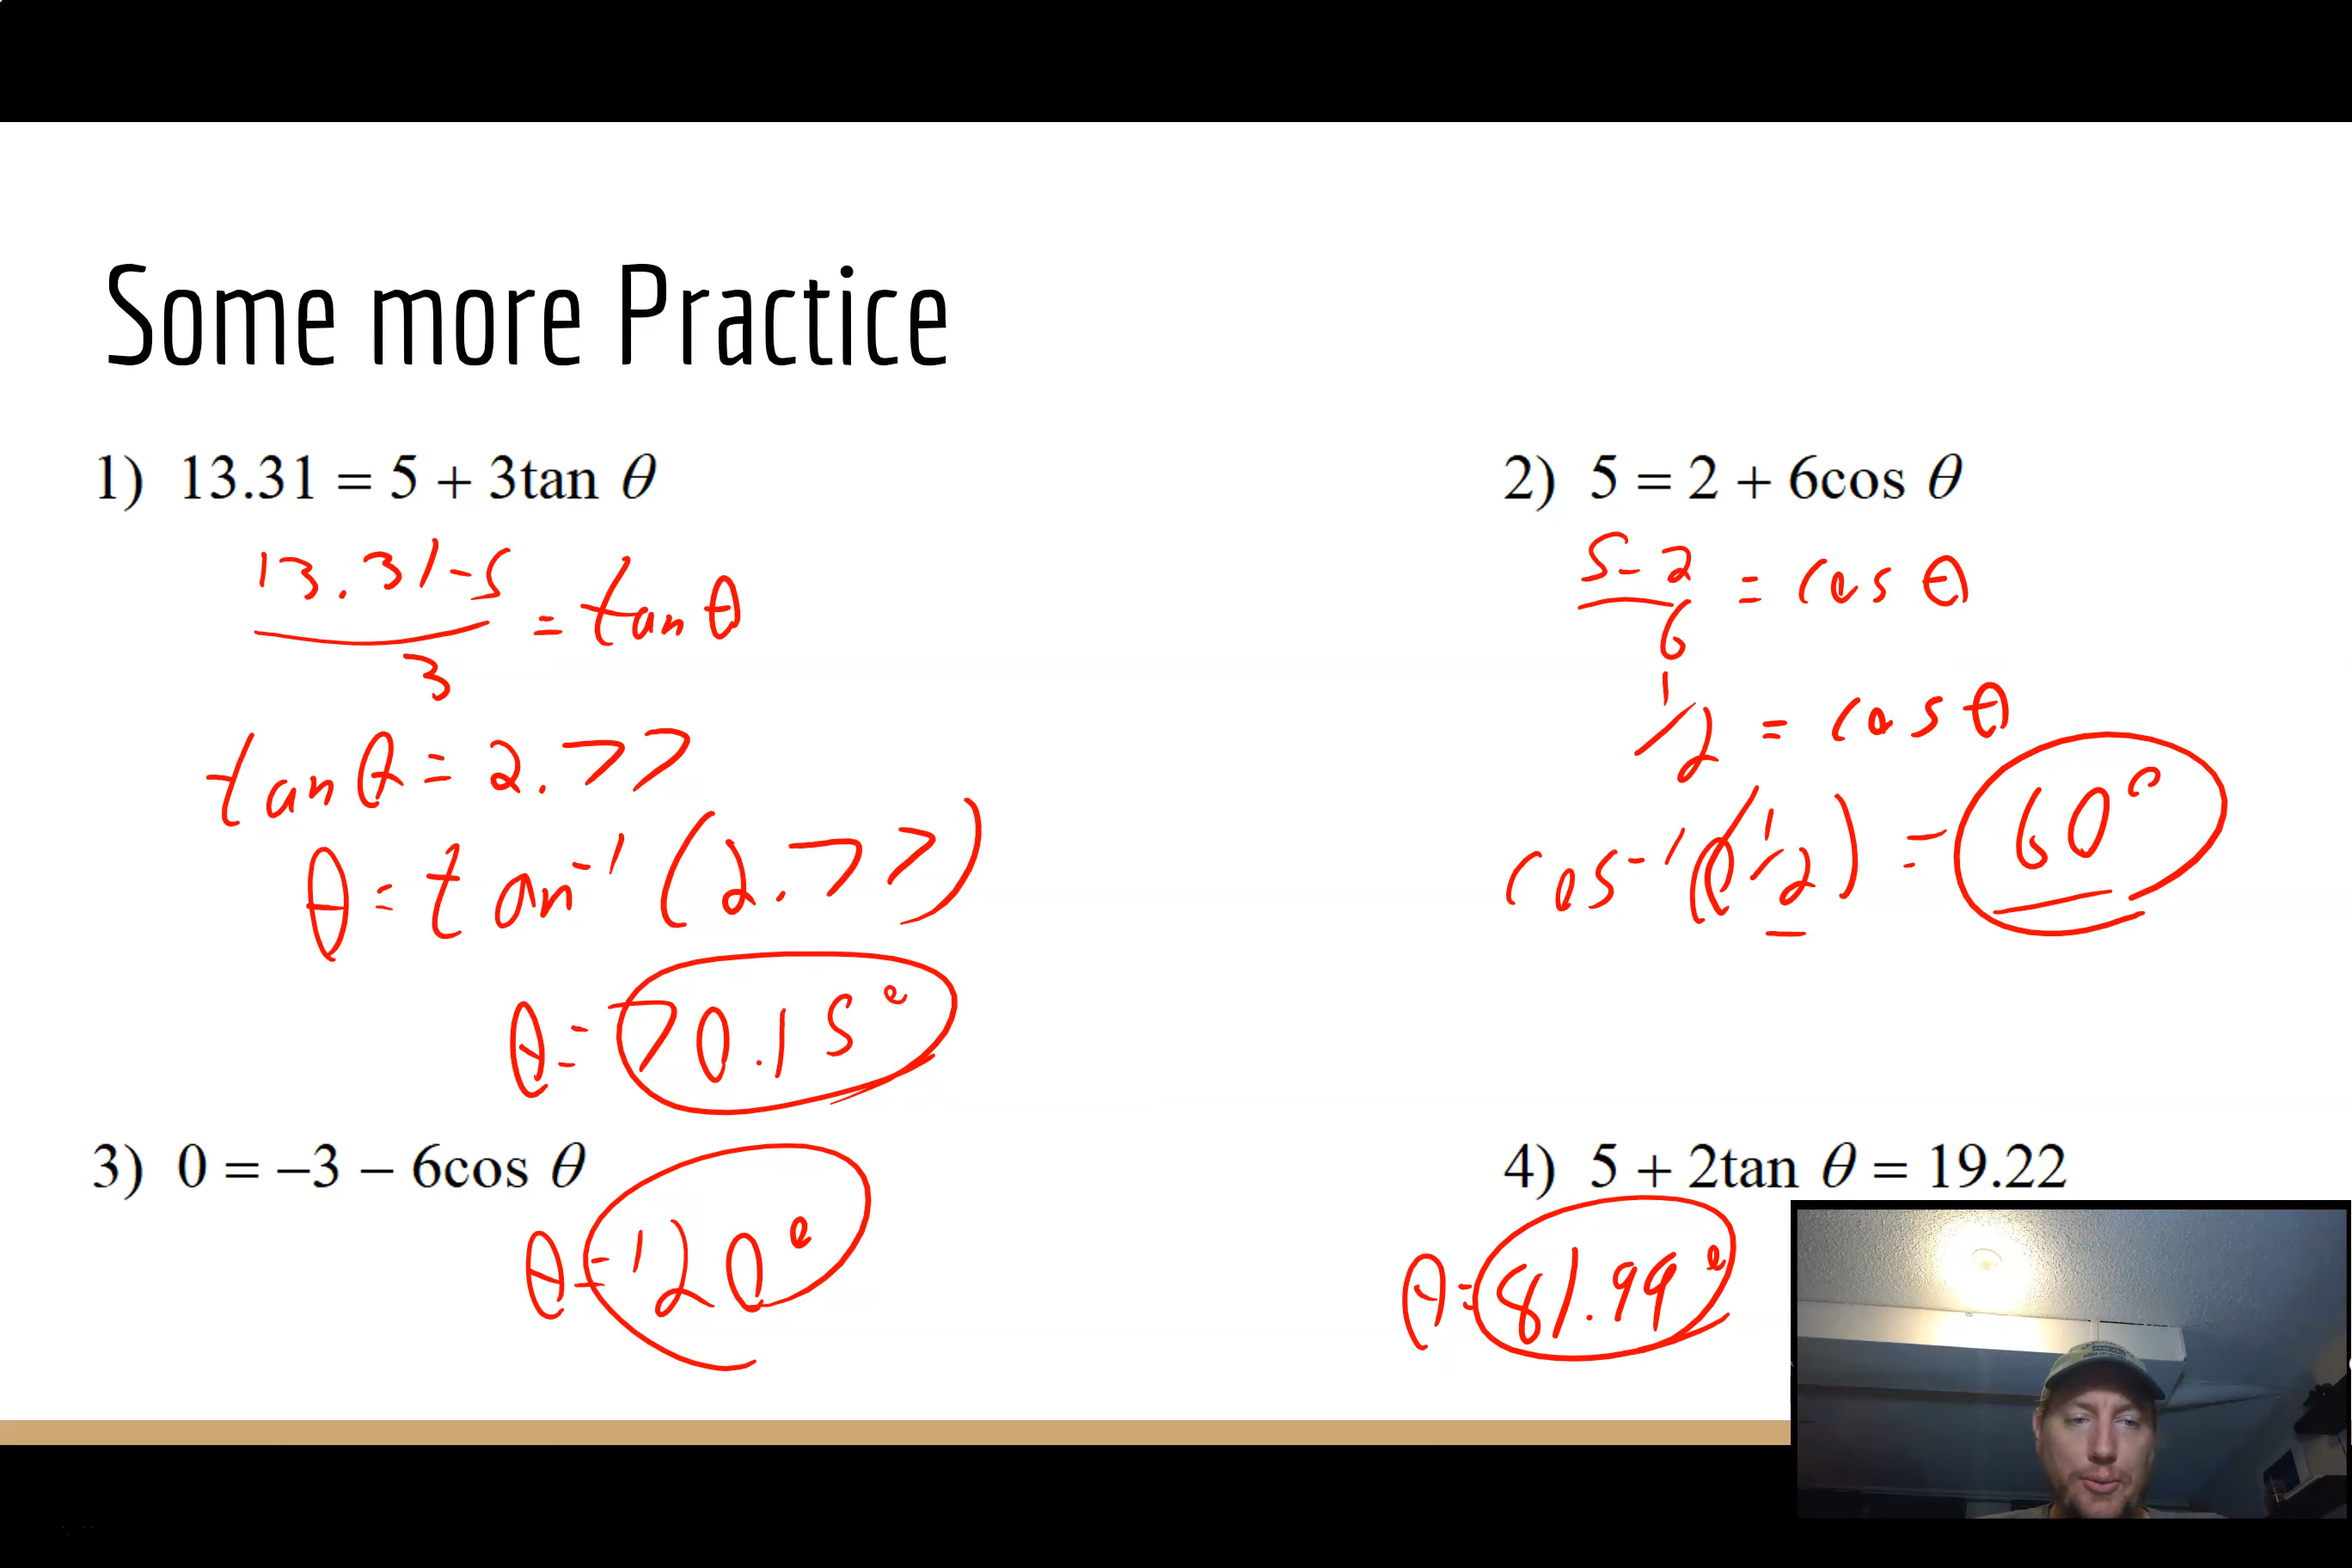 Some more Practice
1) 13.31 = 5 + 3tan θ
13.31-5 = tan θ
3
tan θ = 2.77
θ = tan⁻¹(2.77)
θ = 70.15°
2) 5 = 2 + 6cos θ
5-2 = cos θ
6
1/2 = cos θ
cos⁻¹(1/2) = 60°
3) 0 = −3 − 6cos θ
θ = 120°
4) 5 + 2tan θ = 19.22
θ = 81.99°